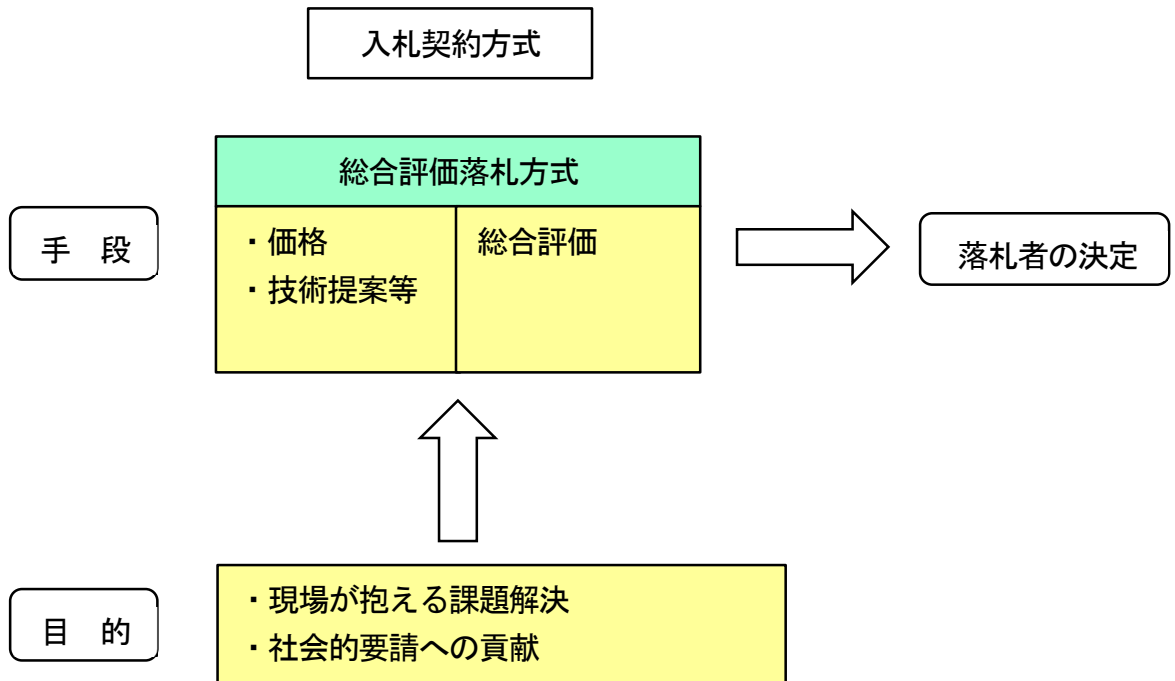 入札契約方式
総合評価落札方式
手 段
・価格
・技術提案等
総合評価
落札者の決定
目 的
・現場が抱える課題解決
・社会的要請への貢献